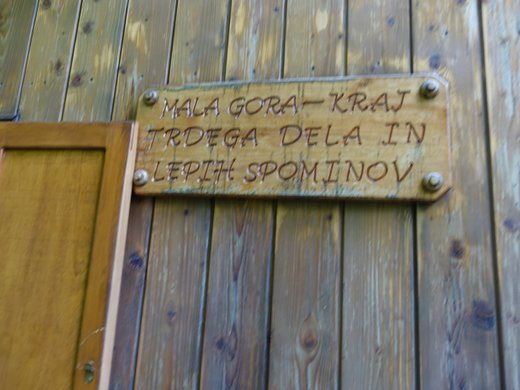 MALA GORA – KRAJ
TRDEGA DELA IN
LEPIH SPOMINOV